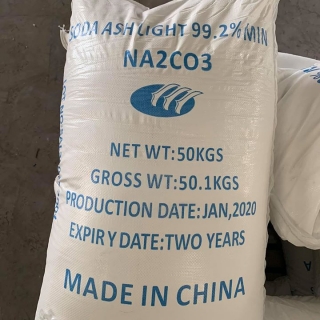 SODA ASH LIGHT 99.2% MIN
NA2CO3
NET WT:50KGS
GROSS WT:50.1KGS
PRODUCTION DATE:JAN,2020
EXPIRY DATE:TWO YEARS
MADE IN CHINA